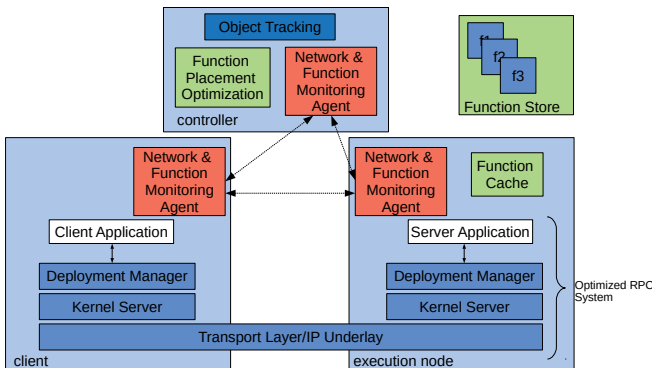 Object Tracking
Function
Placement
Optimization
Network &
Function
Monitoring
Agent
controller
f1
f2
f3
Function Store
Network &
Function
Monitoring
Agent
Client Application
Deployment Manager
Kernel Server
Network &
Function
Monitoring
Agent
Function
Cache
Server Application
Deployment Manager
Kernel Server
Optimized RPC
System
Transport Layer/IP Underlay
client
execution node